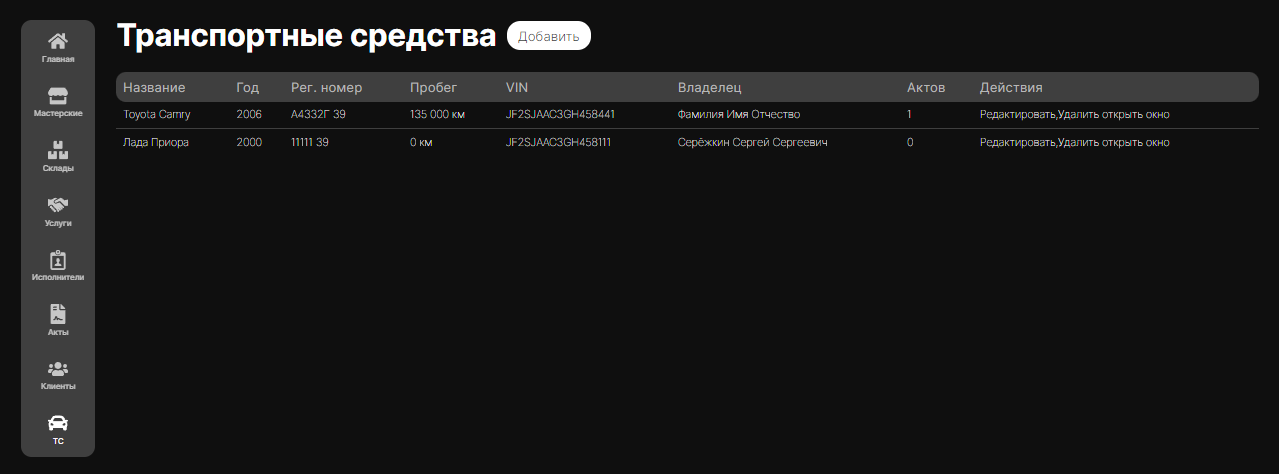 Главная
Мастерские
Склады
Услуги
Исполнители
Акты
Клиенты
ТС
Транспортные средства Добавить
Название Год Рег. номер Пробег VIN Владелец Актов Действия
Toyota Camry 2006 А4332Г 39 135 000 км JF2SJAAC3GH458441 Фамилия Имя Отчество 1 Редактировать,Удалить открыть окно
Лада Приора 2000 11111 39 0 км JF2SJAAC3GH458111 Серёжкин Сергей Сергеевич 0 Редактировать,Удалить открыть окно